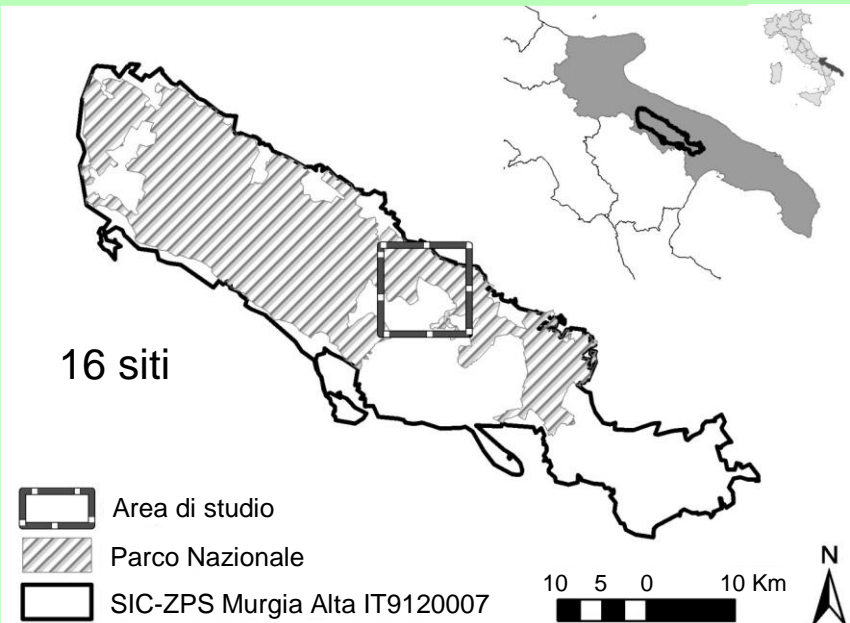 16 siti
Area di studio
Parco Nazionale
SIC-ZPS Murgia Alta IT9120007
10 5 0 10 Km
N